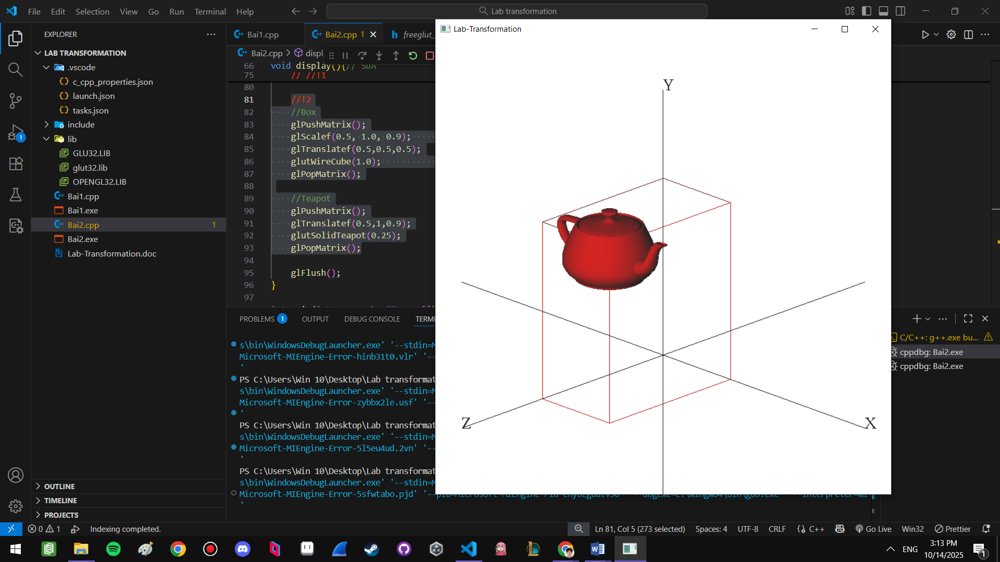 File Edit Selection View Go Run Terminal Help
Lab transformation
EXPLORER
LAB TRANSFORMATION
.vscode
c_cpp_properties.json
launch.json
tasks.json
include
lib
GLU32.LIB
glut32.lib
OPENGL32.LIB
Bai1.cpp
Bai1.exe
Bai2.cpp 1
Bai2.exe
Lab-Transformation.doc
OUTLINE
TIMELINE
PROJECTS
Bai1.cpp
Bai2.cpp 1
freeglut_
Bai2.cpp > displ
66 void display(){// SuA
75 // //!1
80
81 //!2
82 //Box
83 glPushMatrix();
84 glScalef(0.5, 1.0, 0.9);
85 glTranslatef(0.5,0.5,0.5);
86 glutWireCube(1.0);
87 glPopMatrix();
88
89 //Teapot
90 glPushMatrix();
91 glTranslatef(0.5,1,0.9);
92 glutSolidTeapot(0.25);
93 glPopMatrix();
94
95 glFlush();
96 }
97
PROBLEMS 1 OUTPUT DEBUG CONSOLE TERMI
s\bin\WindowsDebugLauncher.exe' '--stdin=M
Microsoft-MIEngine-Error-hinb31t0.vlr' '--
'
PS C:\Users\Win 10\Desktop\Lab transformat
s\bin\WindowsDebugLauncher.exe' '--stdin=M
Microsoft-MIEngine-Error-zybbx2le.usf' '--
'
PS C:\Users\Win 10\Desktop\Lab transformat
s\bin\WindowsDebugLauncher.exe' '--stdin=M
Microsoft-MIEngine-Error-5l5eu4ud.2vn' '--
'
PS C:\Users\Win 10\Desktop\Lab transformat
s\bin\WindowsDebugLauncher.exe' '--stdin=M
Microsoft-MIEngine-Error-5sfwtabo.pjd' '--
'
C/C++: g++.exe bu...
cppdbg: Bai2.exe
cppdbg: Bai2.exe
Lab-Transformation
Y
Z
X
0 1 Indexing completed.
Ln 81, Col 5 (273 selected) Spaces: 4 UTF-8 CRLF C++ Go Live Win32 Prettier
ENG
3:13 PM
10/14/2025
1